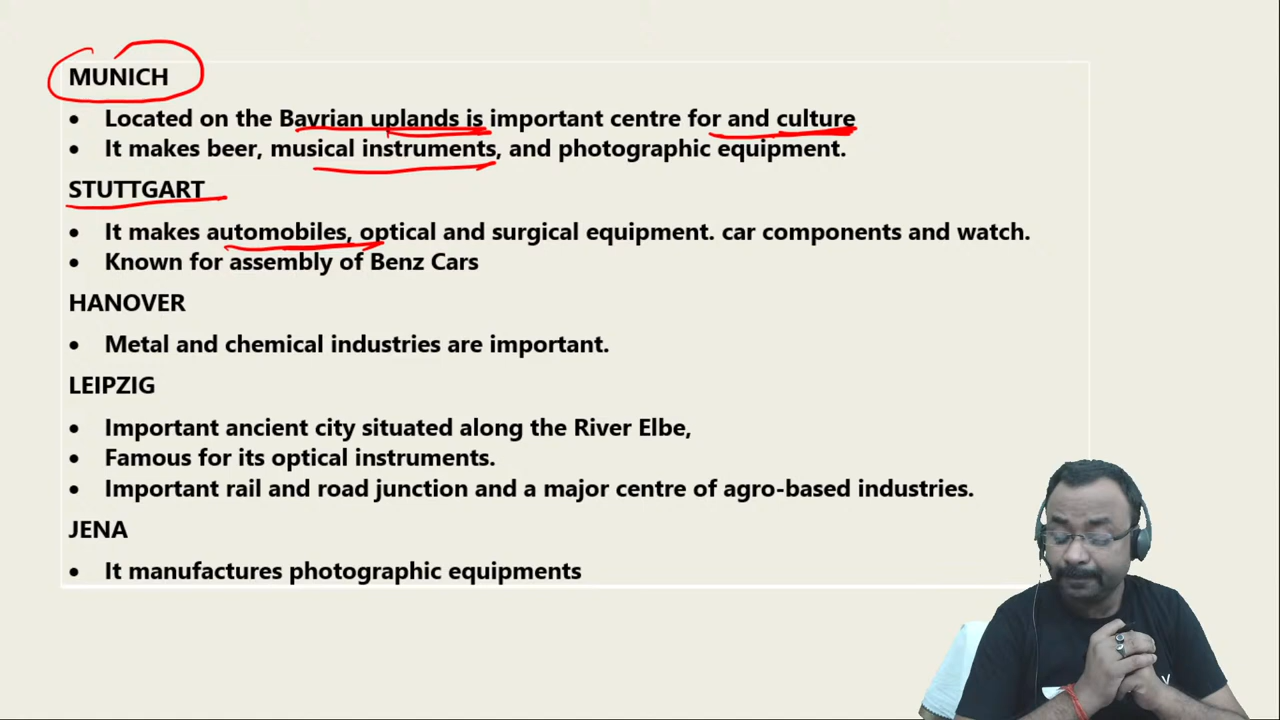 MUNICH
• Located on the Bavrian uplands is important centre for and culture
• It makes beer, musical instruments, and photographic equipment.
STUTTGART
• It makes automobiles, optical and surgical equipment. car components and watch.
• Known for assembly of Benz Cars
HANOVER
• Metal and chemical industries are important.
LEIPZIG
• Important ancient city situated along the River Elbe,
• Famous for its optical instruments.
• Important rail and road junction and a major centre of agro-based industries.
JENA
• It manufactures photographic equipments